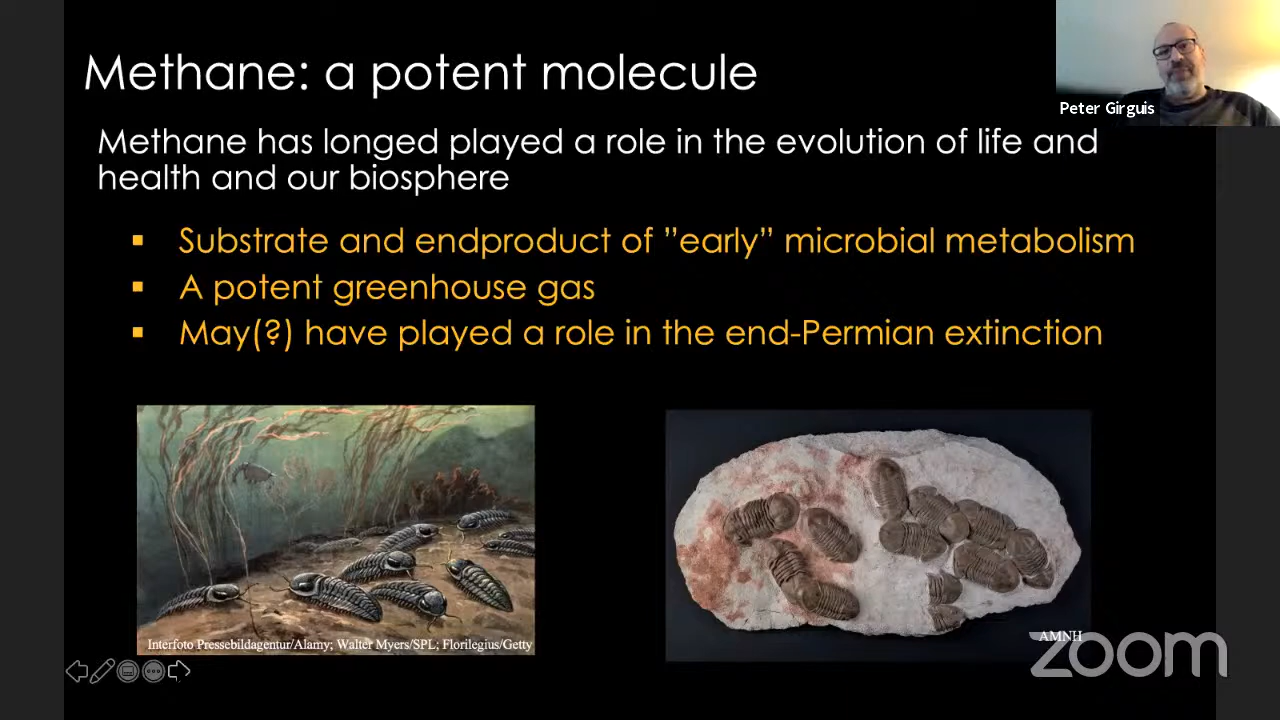 Methane: a potent molecule
Peter Girguis
Methane has longed played a role in the evolution of life and
health and our biosphere
▪ Substrate and endproduct of ”early” microbial metabolism
▪ A potent greenhouse gas
▪ May(?) have played a role in the end-Permian extinction
Interfoto Pressebildagentur/Alamy; Walter Myers/SPL; Florilegius/Getty
AMNH
zoom